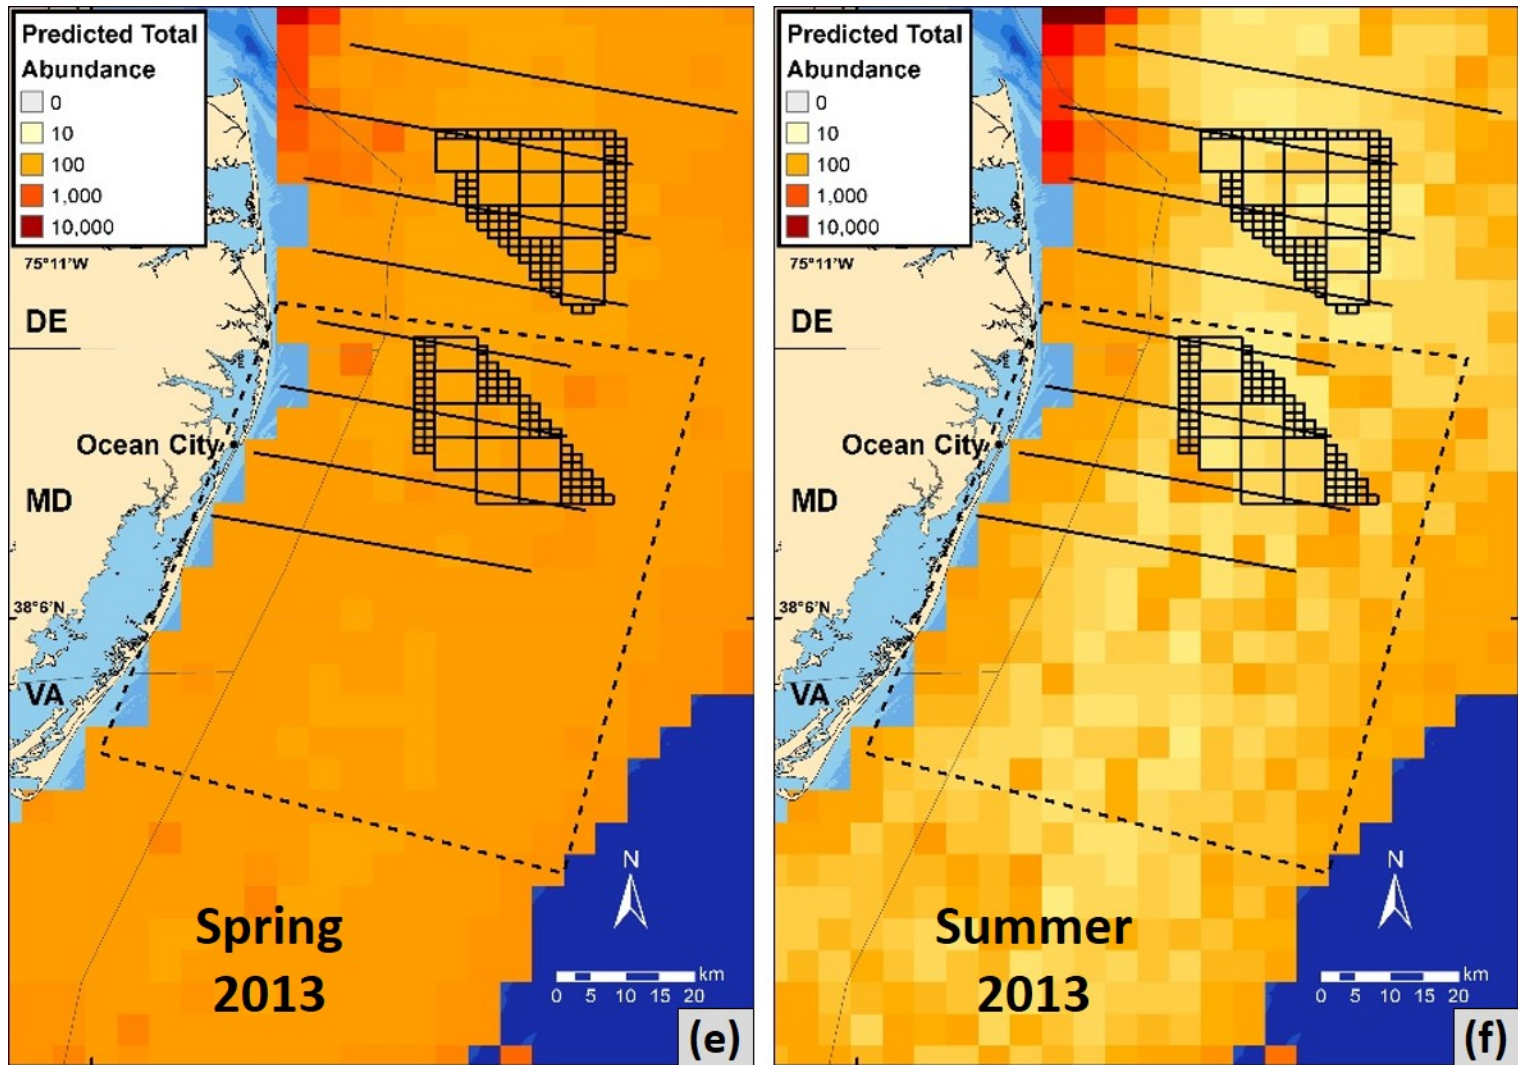 Predicted Total
Abundance
0
10
100
1,000
10,000
75°11'W
DE
Ocean City
MD
38°6'N
VA
N
Spring
2013
km
0 5 10 15 20
(e)
Predicted Total
Abundance
0
10
100
1,000
10,000
75°11'W
DE
Ocean City
MD
38°6'N
VA
N
Summer
2013
km
0 5 10 15 20
(f)